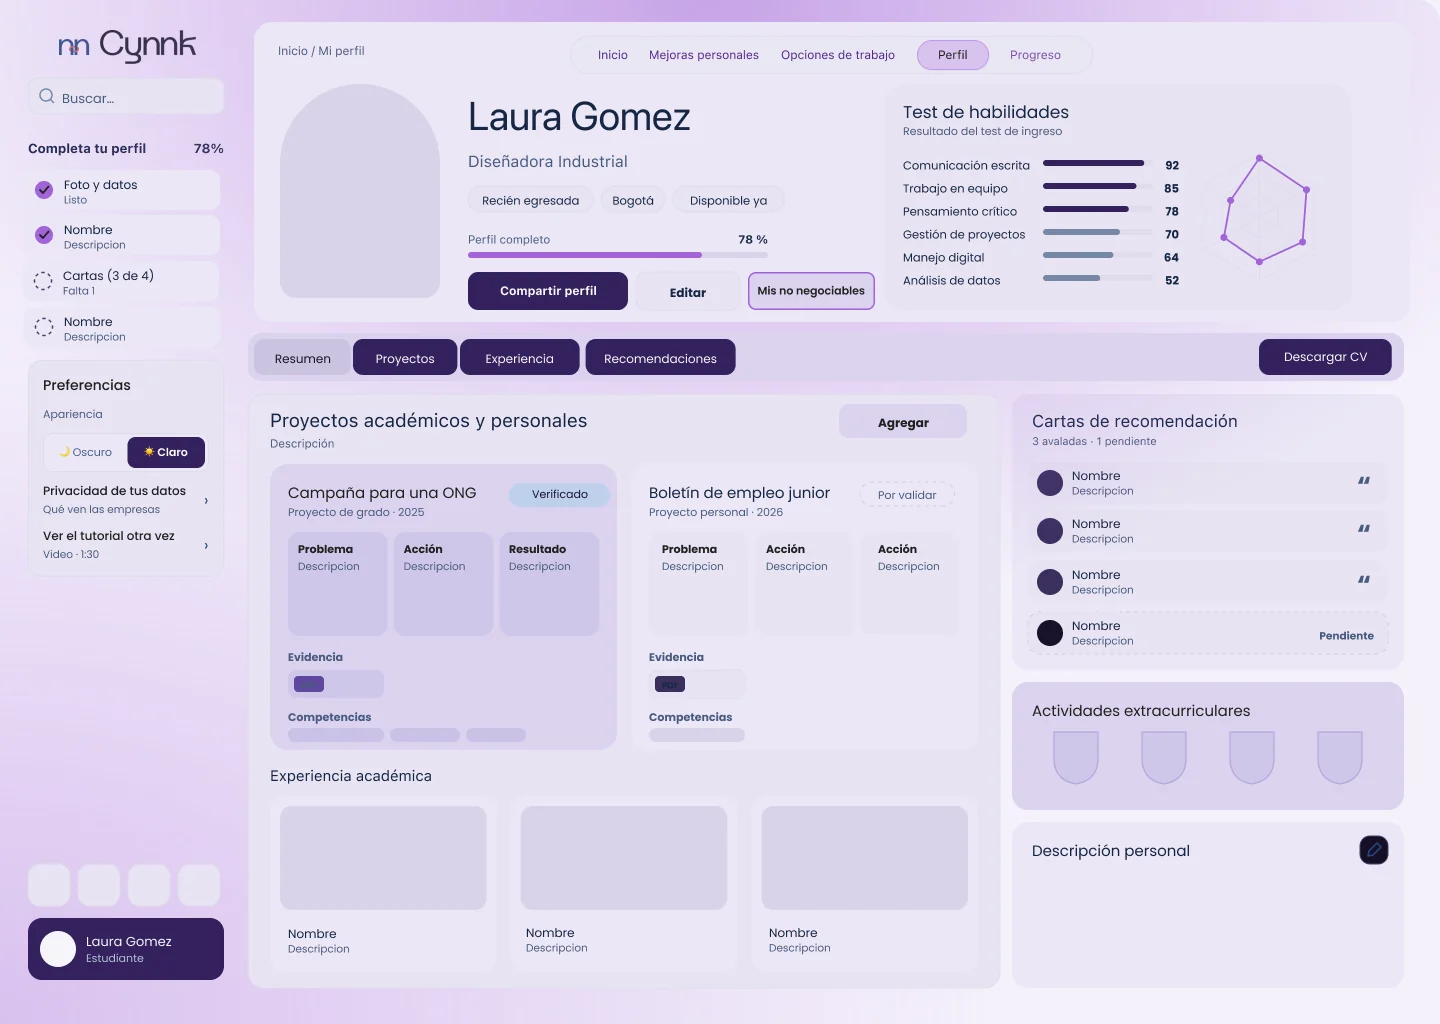 Cynnk
Buscar...
Completa tu perfil 78%
Foto y datos
Listo
Nombre
Descripcion
Cartas (3 de 4)
Falta 1
Nombre
Descripcion
Preferencias
Apariencia
Oscuro Claro
Privacidad de tus datos
Qué ven las empresas
Ver el tutorial otra vez
Video · 1:30
Laura Gomez
Estudiante
Inicio / Mi perfil
Inicio Mejoras personales Opciones de trabajo Perfil Progreso
Laura Gomez
Diseñadora Industrial
Recién egresada Bogotá Disponible ya
Perfil completo 78 %
Compartir perfil Editar Mis no negociables
Test de habilidades
Resultado del test de ingreso
Comunicación escrita 92
Trabajo en equipo 85
Pensamiento crítico 78
Gestión de proyectos 70
Manejo digital 64
Análisis de datos 52
Resumen Proyectos Experiencia Recomendaciones Descargar CV
Proyectos académicos y personales
Descripción
Agregar
Campaña para una ONG Verificado
Proyecto de grado · 2025
Problema Acción Resultado
Descripcion Descripcion Descripcion
Evidencia
Competencias
Boletín de empleo junior Por validar
Proyecto personal · 2026
Problema Acción Acción
Descripcion Descripcion Descripcion
Evidencia
Competencias
Experiencia académica
Nombre
Descripcion
Nombre
Descripcion
Nombre
Descripcion
Cartas de recomendación
3 avaladas · 1 pendiente
Nombre “
Descripcion
Nombre “
Descripcion
Nombre “
Descripcion
Nombre
Descripcion
Pendiente
Actividades extracurriculares
Descripción personal